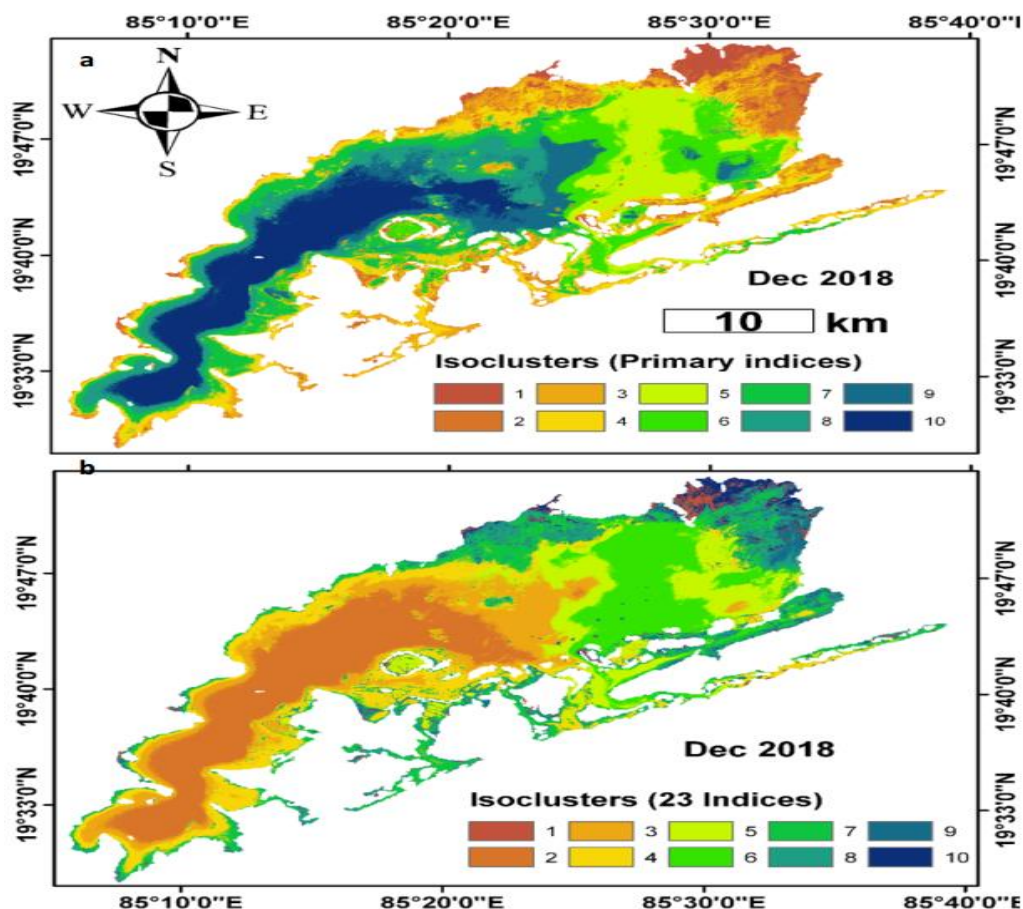 85°10'0"E 85°20'0"E 85°30'0"E 85°40'0"E
a
N
W E
S
19°47'0"N 19°47'0"N
19°40'0"N 19°40'0"N
Dec 2018
10 km
19°33'0"N 19°33'0"N
Isoclusters (Primary indices)
1 3 5 7 9
2 4 6 8 10
b
19°47'0"N 19°47'0"N
19°40'0"N 19°40'0"N
Dec 2018
19°33'0"N 19°33'0"N
Isoclusters (23 Indices)
1 3 5 7 9
2 4 6 8 10
85°10'0"E 85°20'0"E 85°30'0"E 85°40'0"E